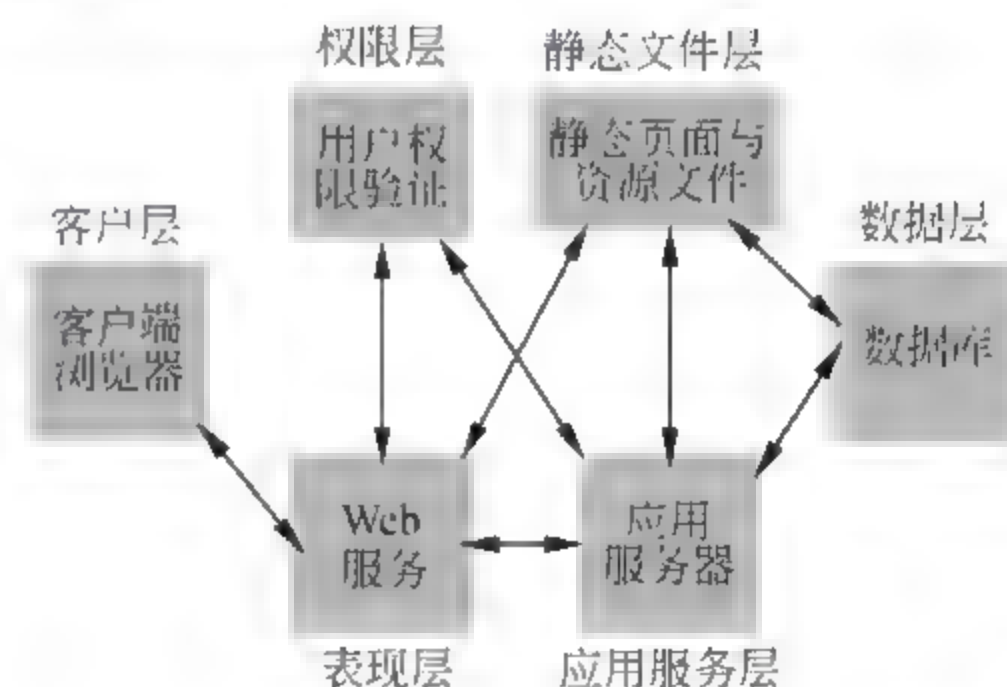 权限层
静态文件层
用户权
限验证
静态页面与
资源文件
客户层
数据层
客户端
浏览器
数据库
Web
服务
应用
服务器
表现层
应用服务层